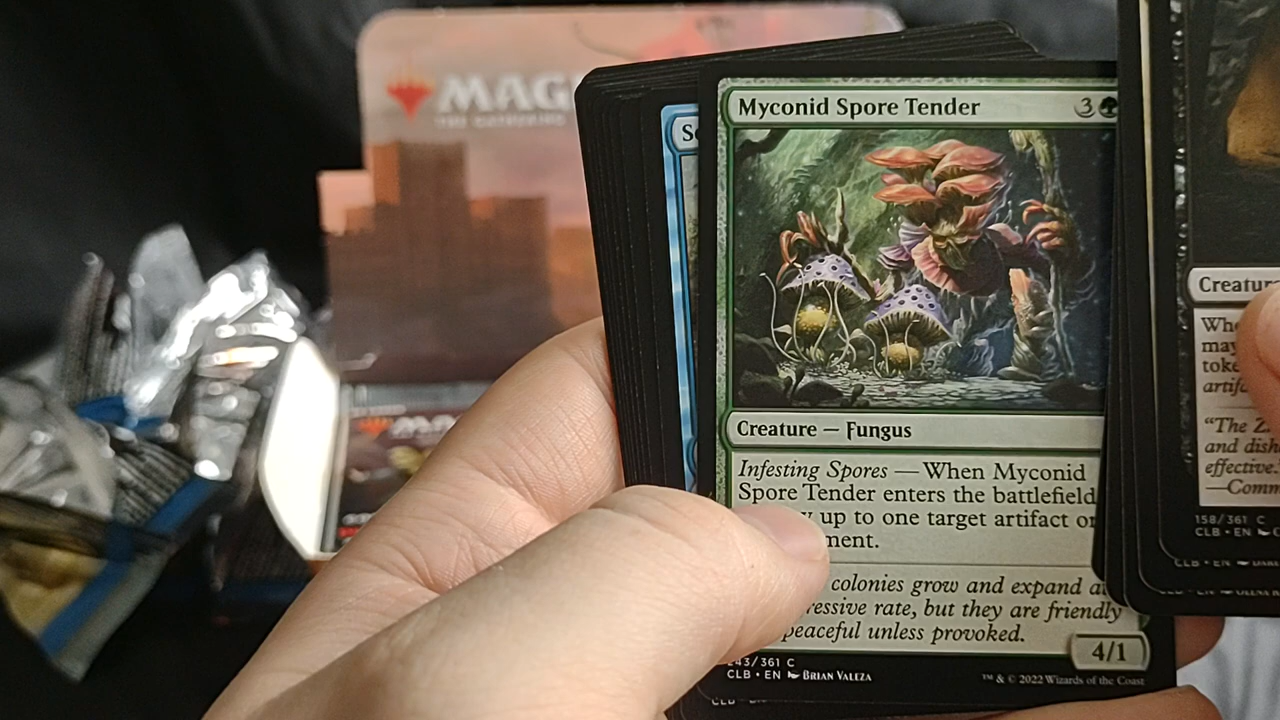 MAG
THE GATHERING
Myconid Spore Tender 3
Creature — Fungus
Infesting Spores — When Myconid
Spore Tender enters the battlefield,
up to one target artifact or
ment.
colonies grow and expand a
ressive rate, but they are friendly
peaceful unless provoked.
4/1
243/361 C
CLB • EN BRIAN VALEZA
™ & © 2022 Wizards of the Coast
Creatur
Whe
may
toke
artifa
“The Z
and dish
effective.
—Comm
158/361 C
CLB • EN